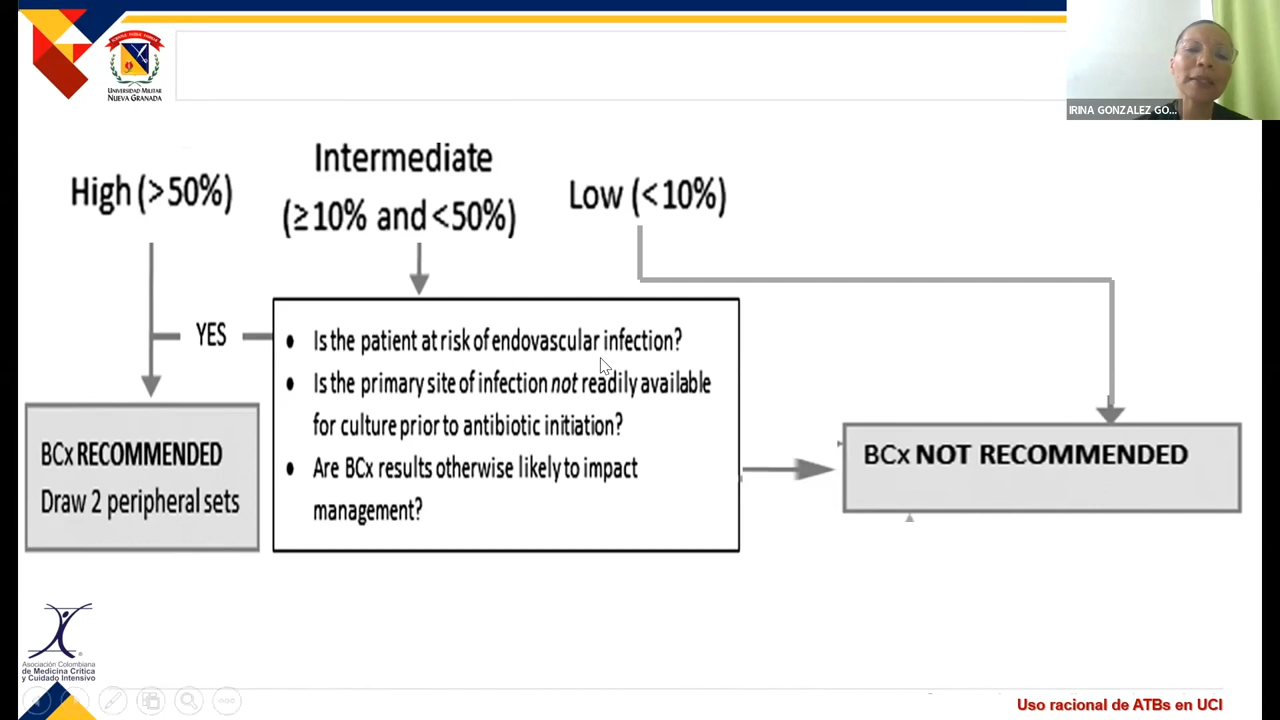 UNIVERSIDAD MILITAR
NUEVA GRANADA
IRINA GONZALEZ GO...
High (>50%)
Intermediate
(≥10% and <50%)
Low (<10%)
YES
• Is the patient at risk of endovascular infection?
• Is the primary site of infection not readily available
for culture prior to antibiotic initiation?
• Are BCx results otherwise likely to impact
management?
BCx RECOMMENDED
Draw 2 peripheral sets
BCx NOT RECOMMENDED
Asociación Colombiana
de Medicina Crítica
y Cuidado Intensivo
Uso racional de ATBs en UCI